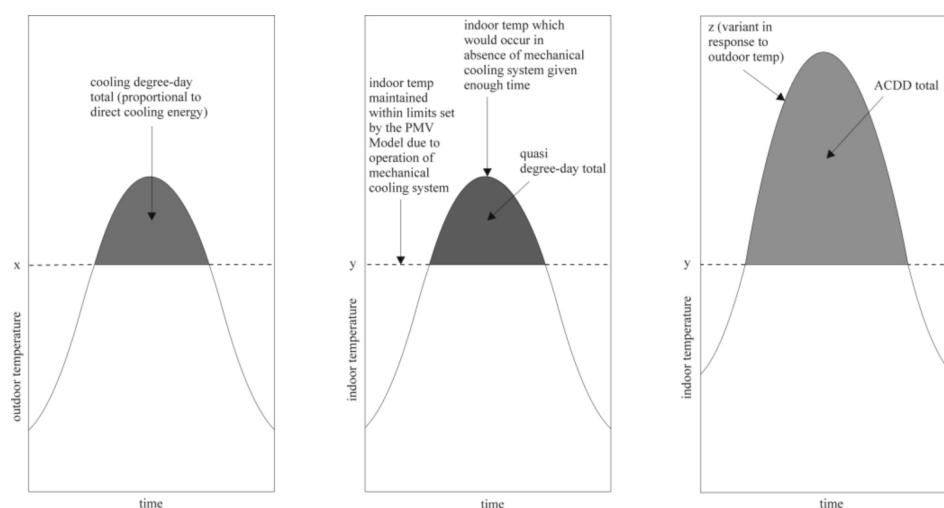 cooling degree-day
total (proportional to
direct cooling energy)
x
outdoor temperature
time
indoor temp
maintained
within limits set
by the PMV
Model due to
operation of
mechanical
cooling system
indoor temp which
would occur in
absence of mechanical
cooling system given
enough time
quasi
degree-day total
y
indoor temperature
time
z (variant in
response to
outdoor temp)
ACDD total
y
indoor temperature
time